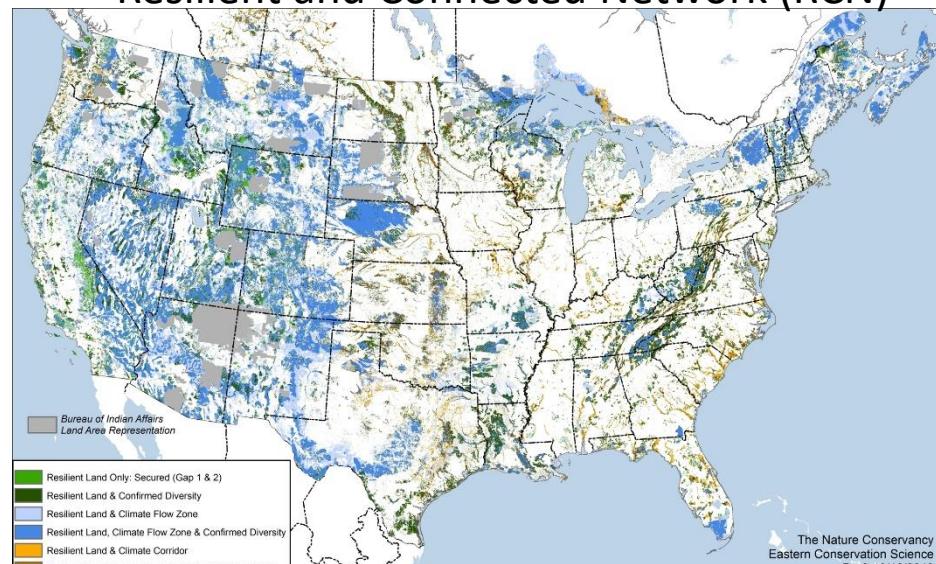 Resilient and Connected Network (RCN)
Bureau of Indian Affairs
Land Area Representation
Resilient Land Only: Secured (Gap 1 & 2)
Resilient Land & Confirmed Diversity
Resilient Land & Climate Flow Zone
Resilient Land, Climate Flow Zone & Confirmed Diversity
Resilient Land & Climate Corridor
The Nature Conservancy
Eastern Conservation Science